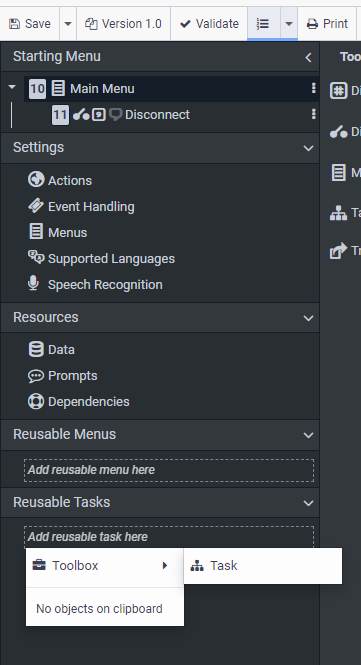 Save
Version 1.0
Validate
Print
Starting Menu
Too
10 Main Menu
Di
11 9 Disconnect
Di
Settings
Actions
M
Event Handling
Ta
Menus
Tr
Supported Languages
Speech Recognition
Resources
Data
Prompts
Dependencies
Reusable Menus
Add reusable menu here
Reusable Tasks
Add reusable task here
Toolbox
Task
No objects on clipboard